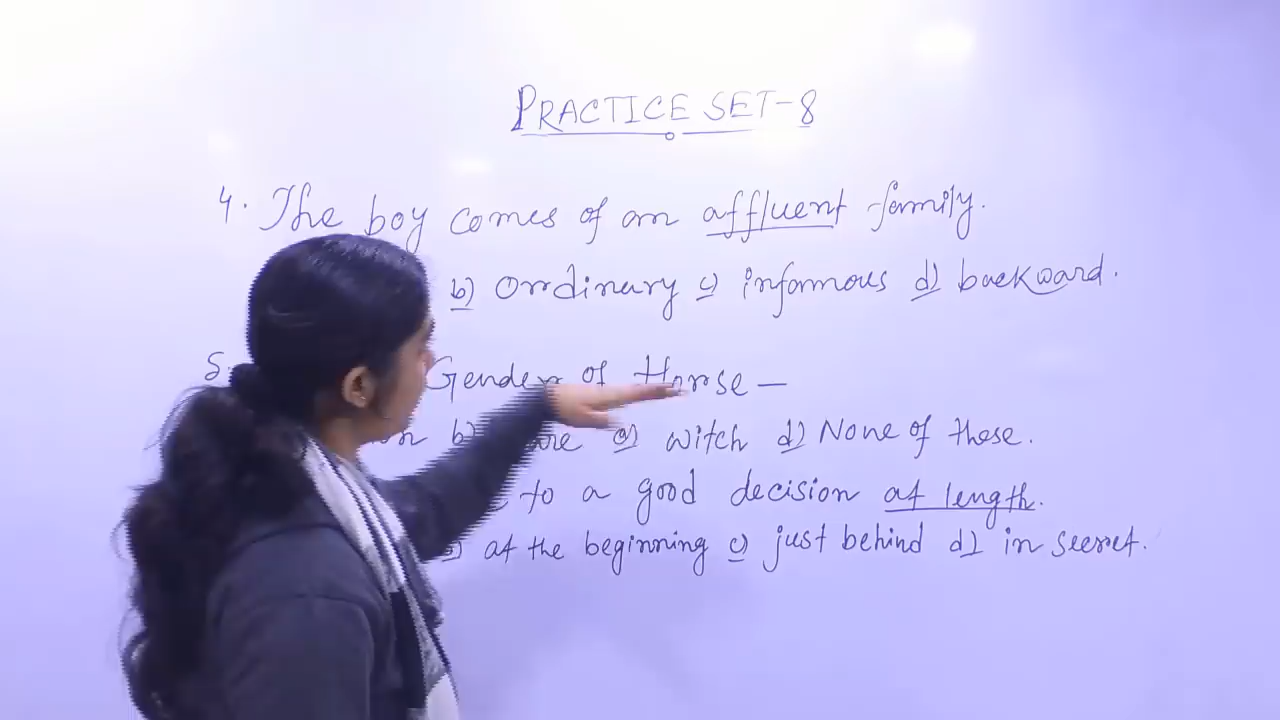 PRACTICE SET-8
4. The boy comes of an affluent family.
b) Ordinary c) infamous d) backward.
5. Gender of Horse —
b) c) witch d) None of these.
to a good decision at length.
b) at the beginning c) just behind d) in secret.